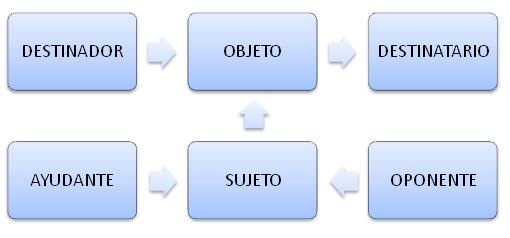 DESTINADOR
OBJETO
DESTINATARIO
AYUDANTE
SUJETO
OPONENTE